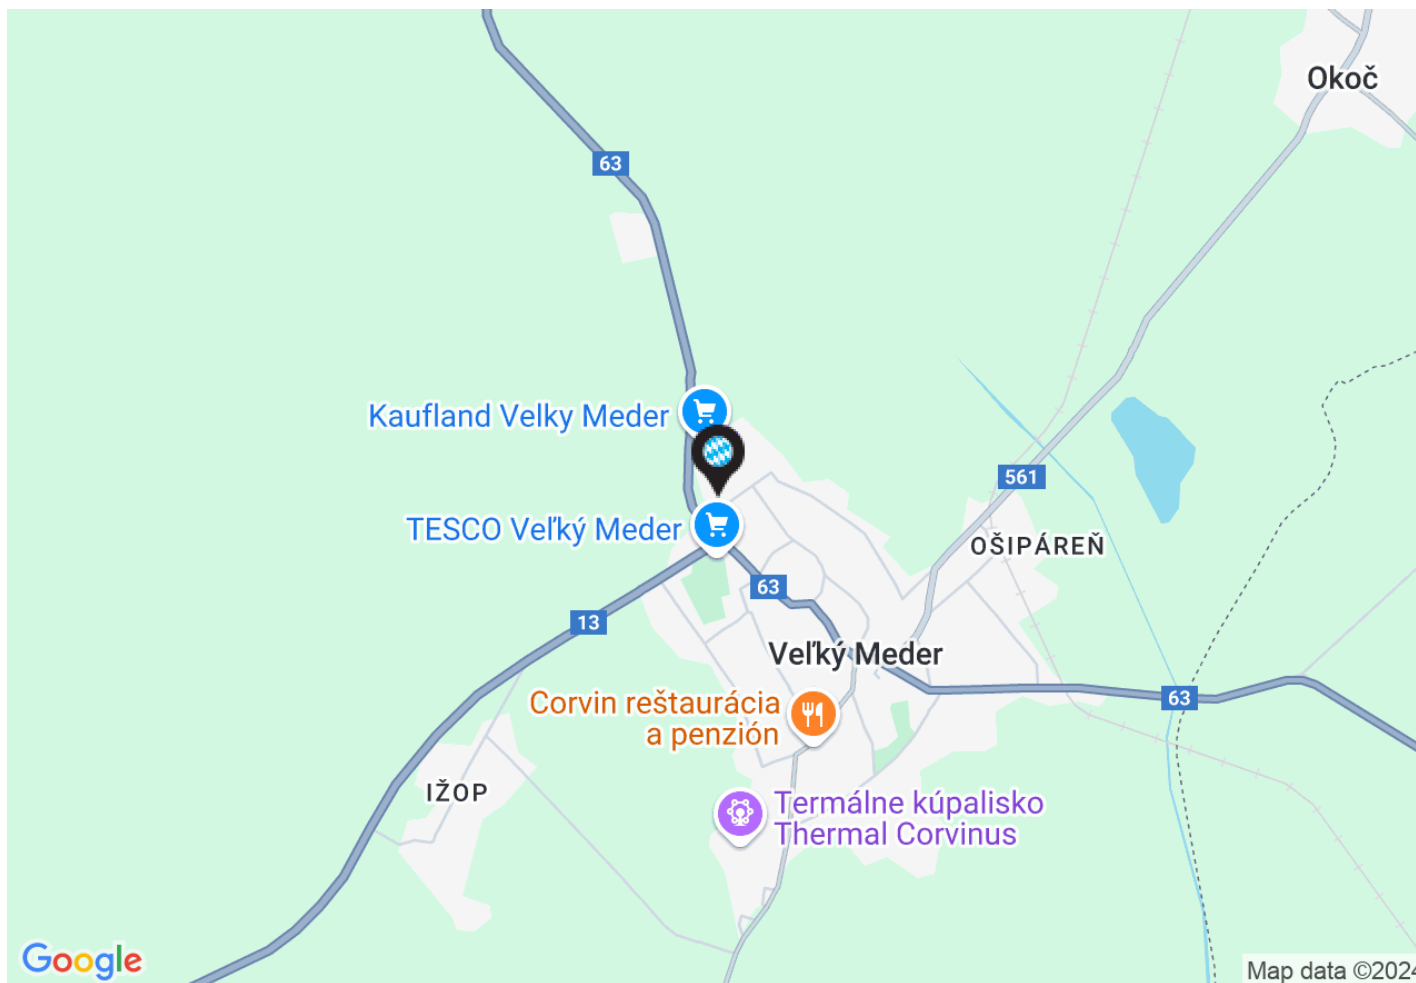 Okoč
63
Kaufland Velky Meder
561
TESCO Veľký Meder
OŠIPÁREŇ
63
13
Veľký Meder
63
Corvin reštaurácia
a penzión
IŽOP
Termálne kúpalisko
Thermal Corvinus
Google
Map data ©2024